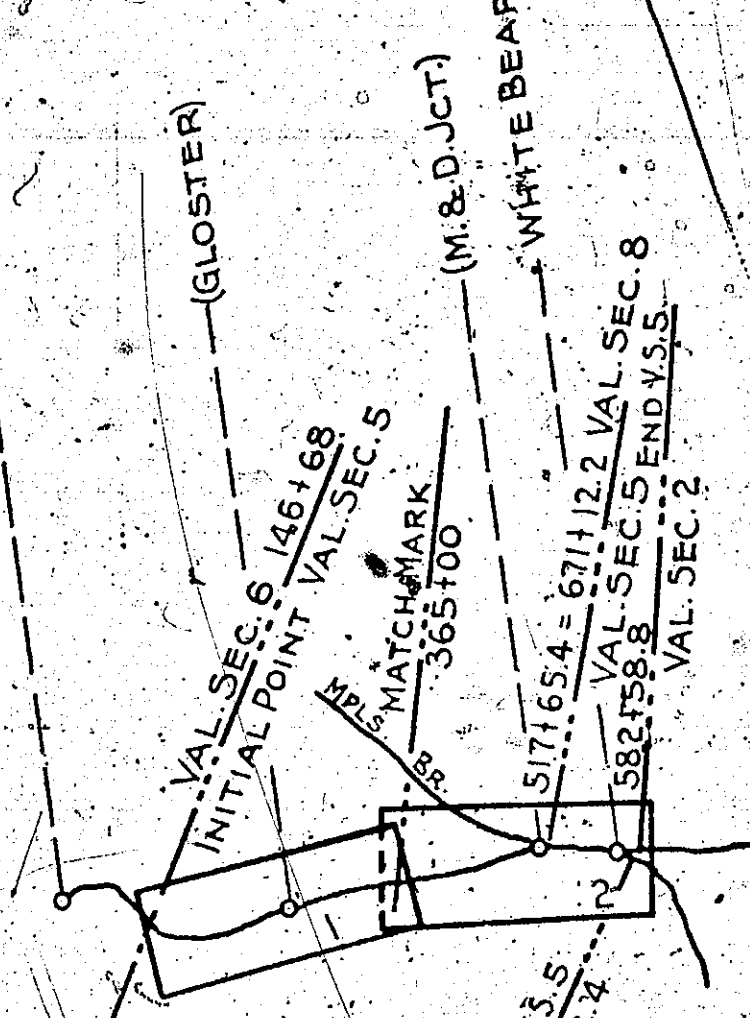 (GLOSTER)
(M. & D. JCT.)
WHITE BEAR
VAL. SEC. 6 146+68
INITIAL POINT VAL. SEC. 5
MATCH MARK
365+00
MPLS. BR.
517+65.4 = 671+12.2 VAL. SEC. 8
VAL. SEC. 5
582+58.8 END V.S. 5
VAL. SEC. 2
1
2
S. 5
. 4